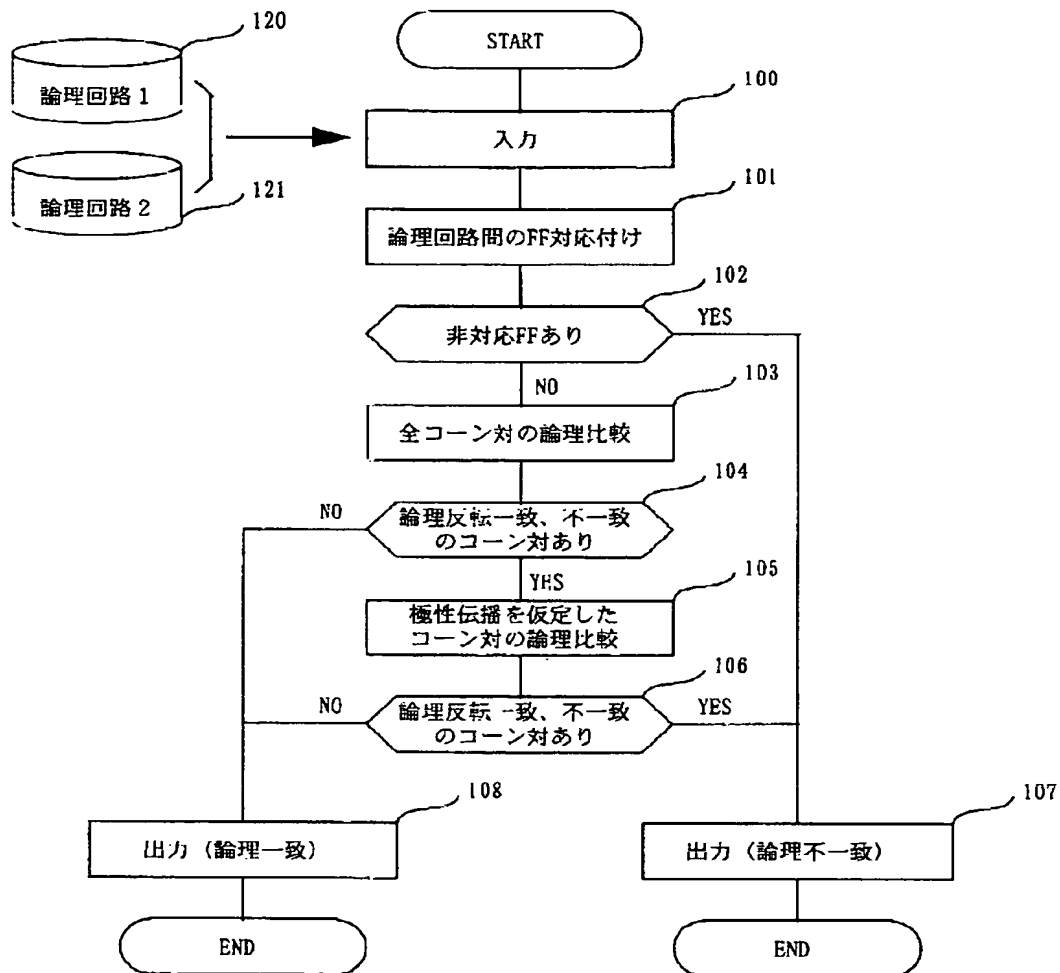 120
論理回路1
論理回路2
121
START
100
入力
101
論理回路間のFF対応付け
102
非対応FFあり
YES
NO
103
全コーン対の論理比較
104
NO
論理反転一致、不一致
のコーン対あり
YES
105
極性伝播を仮定した
コーン対の論理比較
106
NO
論理反転一致、不一致
のコーン対あり
YES
108
出力（論理一致）
107
出力（論理不一致）
END
END